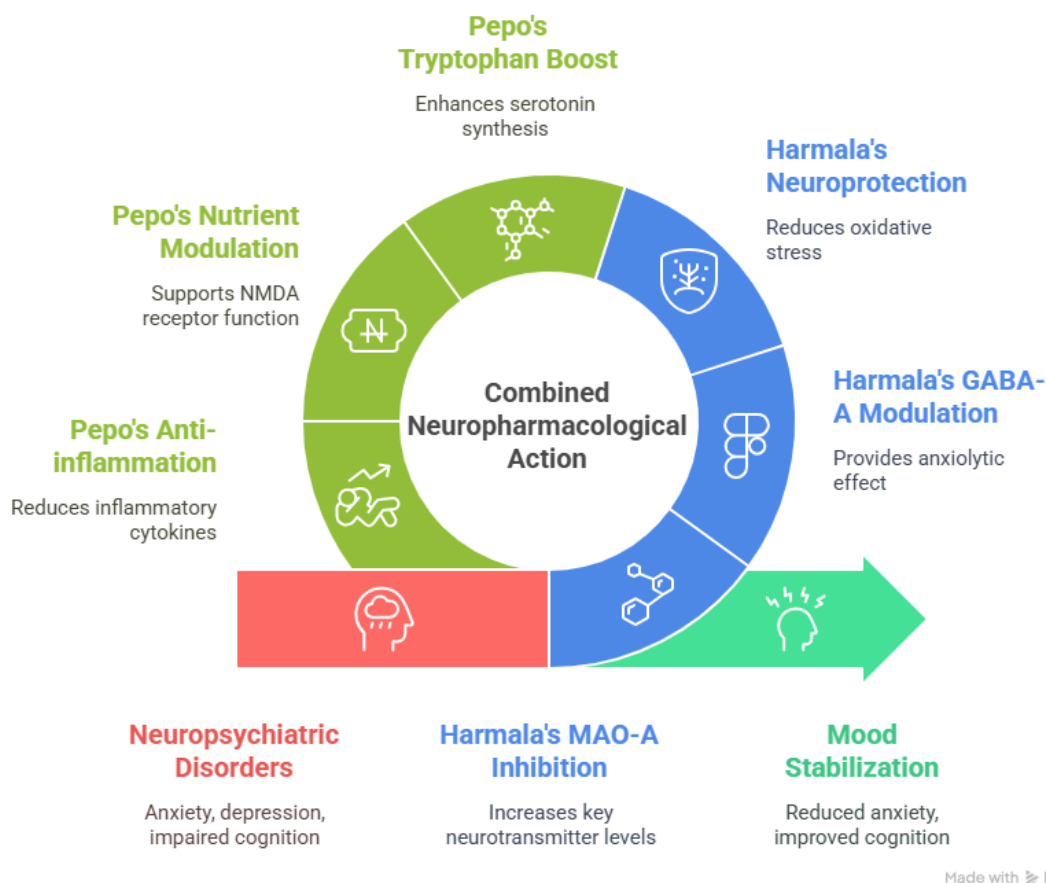 Pepo's
Tryptophan Boost
Enhances serotonin
synthesis
Harmala's
Neuroprotection
Reduces oxidative
stress
Pepo's Nutrient
Modulation
Supports NMDA
receptor function
Harmala's GABA-
A Modulation
Provides anxiolytic
effect
Combined
Neuropharmacological
Action
Pepo's Anti-
inflammation
Reduces inflammatory
cytokines
Neuropsychiatric
Disorders
Anxiety, depression,
impaired cognition
Harmala's MAO-A
Inhibition
Increases key
neurotransmitter levels
Mood
Stabilization
Reduced anxiety,
improved cognition
Made with